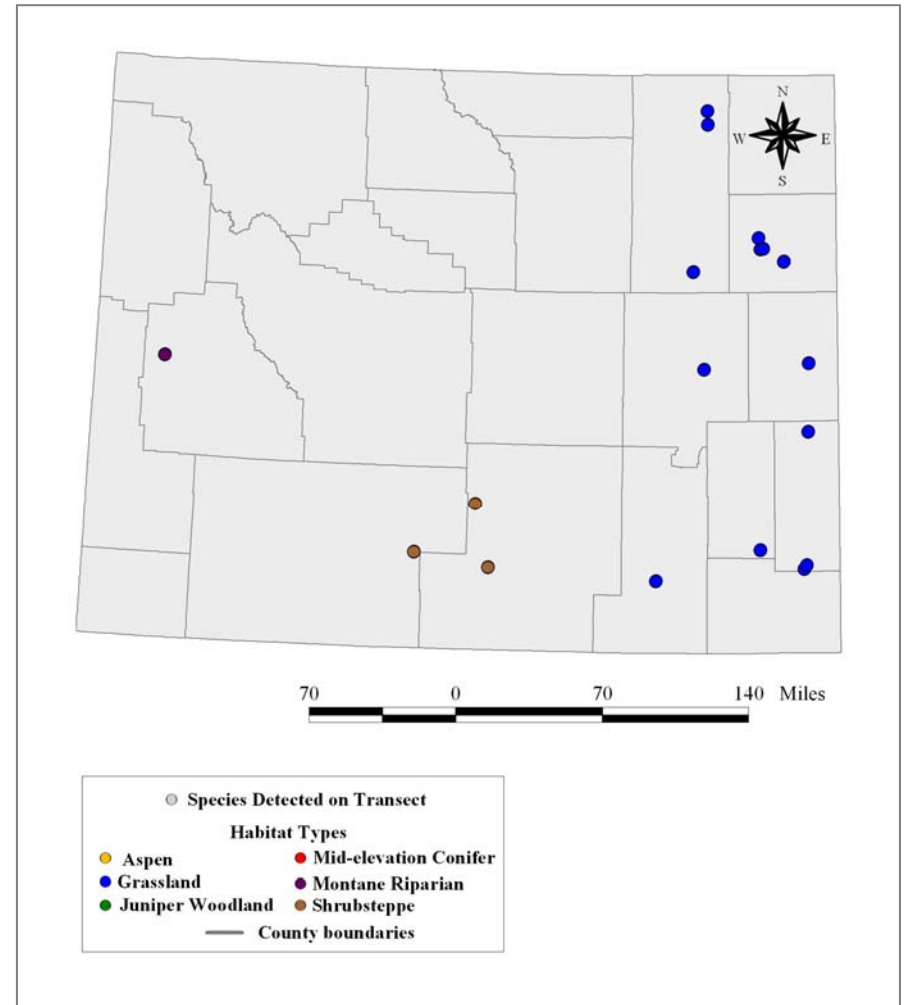 N
W E
S
70 0 70 140 Miles
Species Detected on Transect
Habitat Types
Aspen Mid-elevation Conifer
Grassland Montane Riparian
Juniper Woodland Shrubsteppe
County boundaries